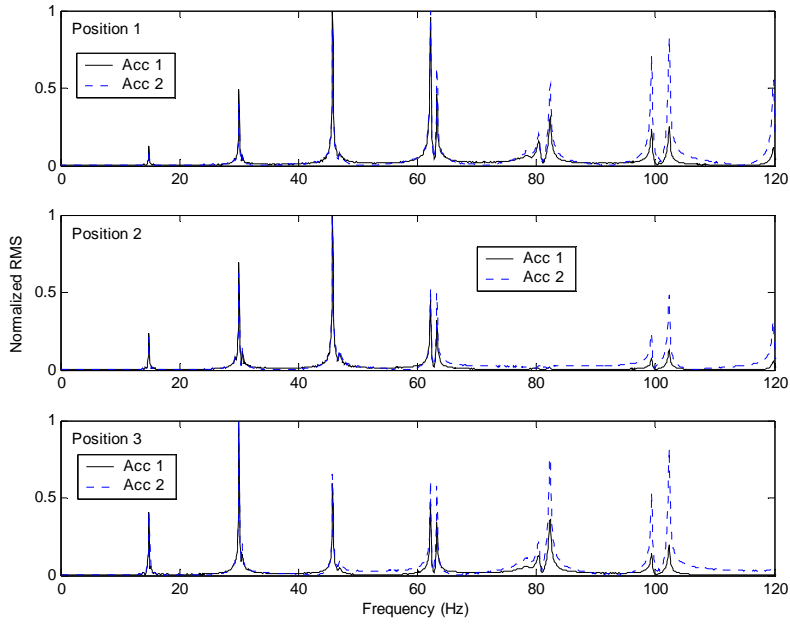 Position 1
Acc 1
Acc 2
1
0.5
0
0 20 40 60 80 100 120
Position 2
Acc 1
Acc 2
1
0.5
0
0 20 40 60 80 100 120
Normalized RMS
Position 3
Acc 1
Acc 2
1
0.5
0
0 20 40 60 80 100 120
Frequency (Hz)